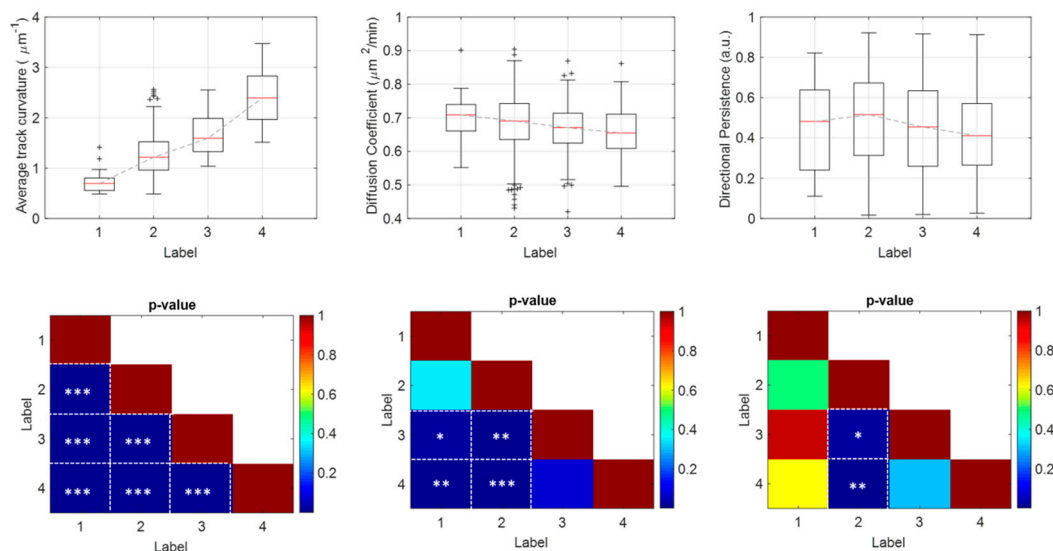 Average track curvature ( μm⁻¹)
4
3
2
1
0
1 2 3 4
Label
Diffusion Coefficient (μm²/min)
1
0.9
0.8
0.7
0.6
0.5
0.4
1 2 3 4
Label
Directional Persistence (a.u.)
1
0.8
0.6
0.4
0.2
0
1 2 3 4
Label
p-value
Label
1
2 ***
3 *** ***
4 *** *** ***
1 2 3 4
Label
1
0.8
0.6
0.4
0.2
p-value
Label
1
2
3 * **
4 ** ***
1 2 3 4
Label
1
0.8
0.6
0.4
0.2
p-value
Label
1
2
3 *
4 **
1 2 3 4
Label
1
0.8
0.6
0.4
0.2